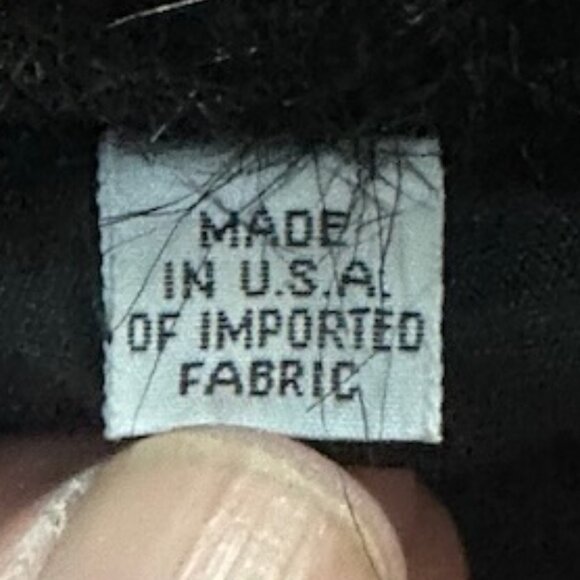 MADE
IN U.S.A.
OF IMPORTED
FABRIC